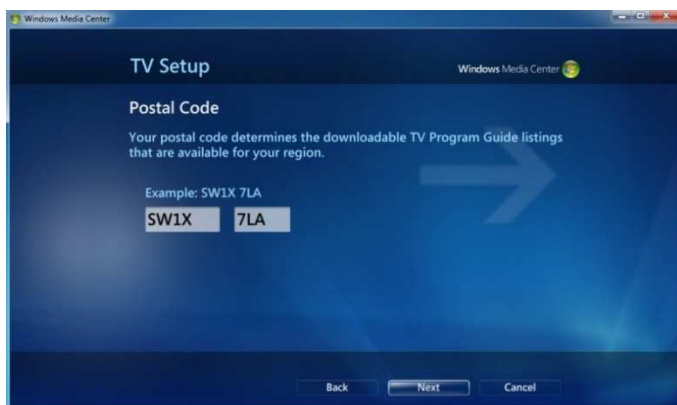 Windows Media Center
TV Setup
Windows Media Center
Postal Code
Your postal code determines the downloadable TV Program Guide listings
that are available for your region.
Example: SW1X 7LA
SW1X 7LA
Back Next Cancel